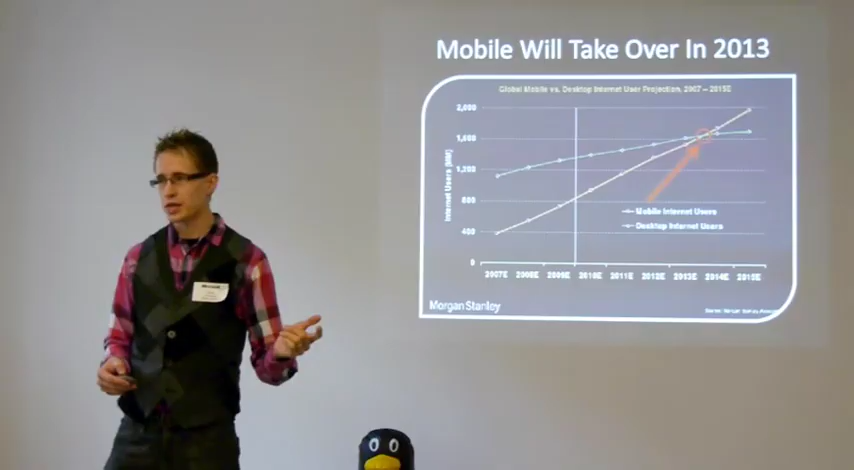 Mobile Will Take Over In 2013
Global Mobile vs. Desktop Internet User Projection, 2007 – 2015E
Internet Users (MM)
2,000
1,600
1,200
800
400
0
Mobile Internet Users
Desktop Internet Users
2007E 2008E 2009E 2010E 2011E 2012E 2013E 2014E 2015E
Morgan Stanley